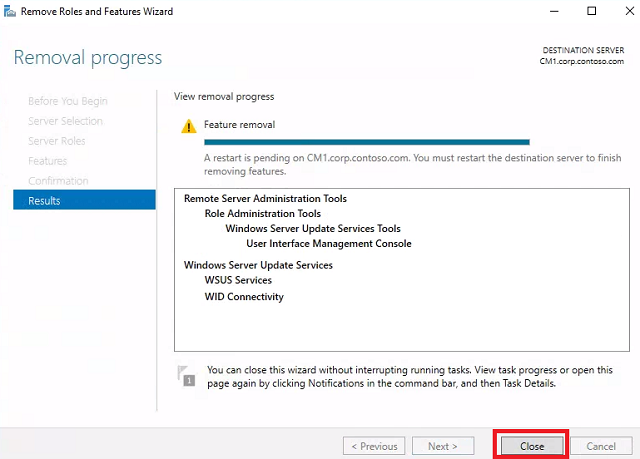 Remove Roles and Features Wizard
Removal progress
DESTINATION SERVER
CM1.corp.contoso.com
Before You Begin
Server Selection
Server Roles
Features
Confirmation
Results
View removal progress
Feature removal
A restart is pending on CM1.corp.contoso.com. You must restart the destination server to finish
removing features.
Remote Server Administration Tools
Role Administration Tools
Windows Server Update Services Tools
User Interface Management Console
Windows Server Update Services
WSUS Services
WID Connectivity
1
You can close this wizard without interrupting running tasks. View task progress or open this
page again by clicking Notifications in the command bar, and then Task Details.
< Previous
Next >
Close
Cancel